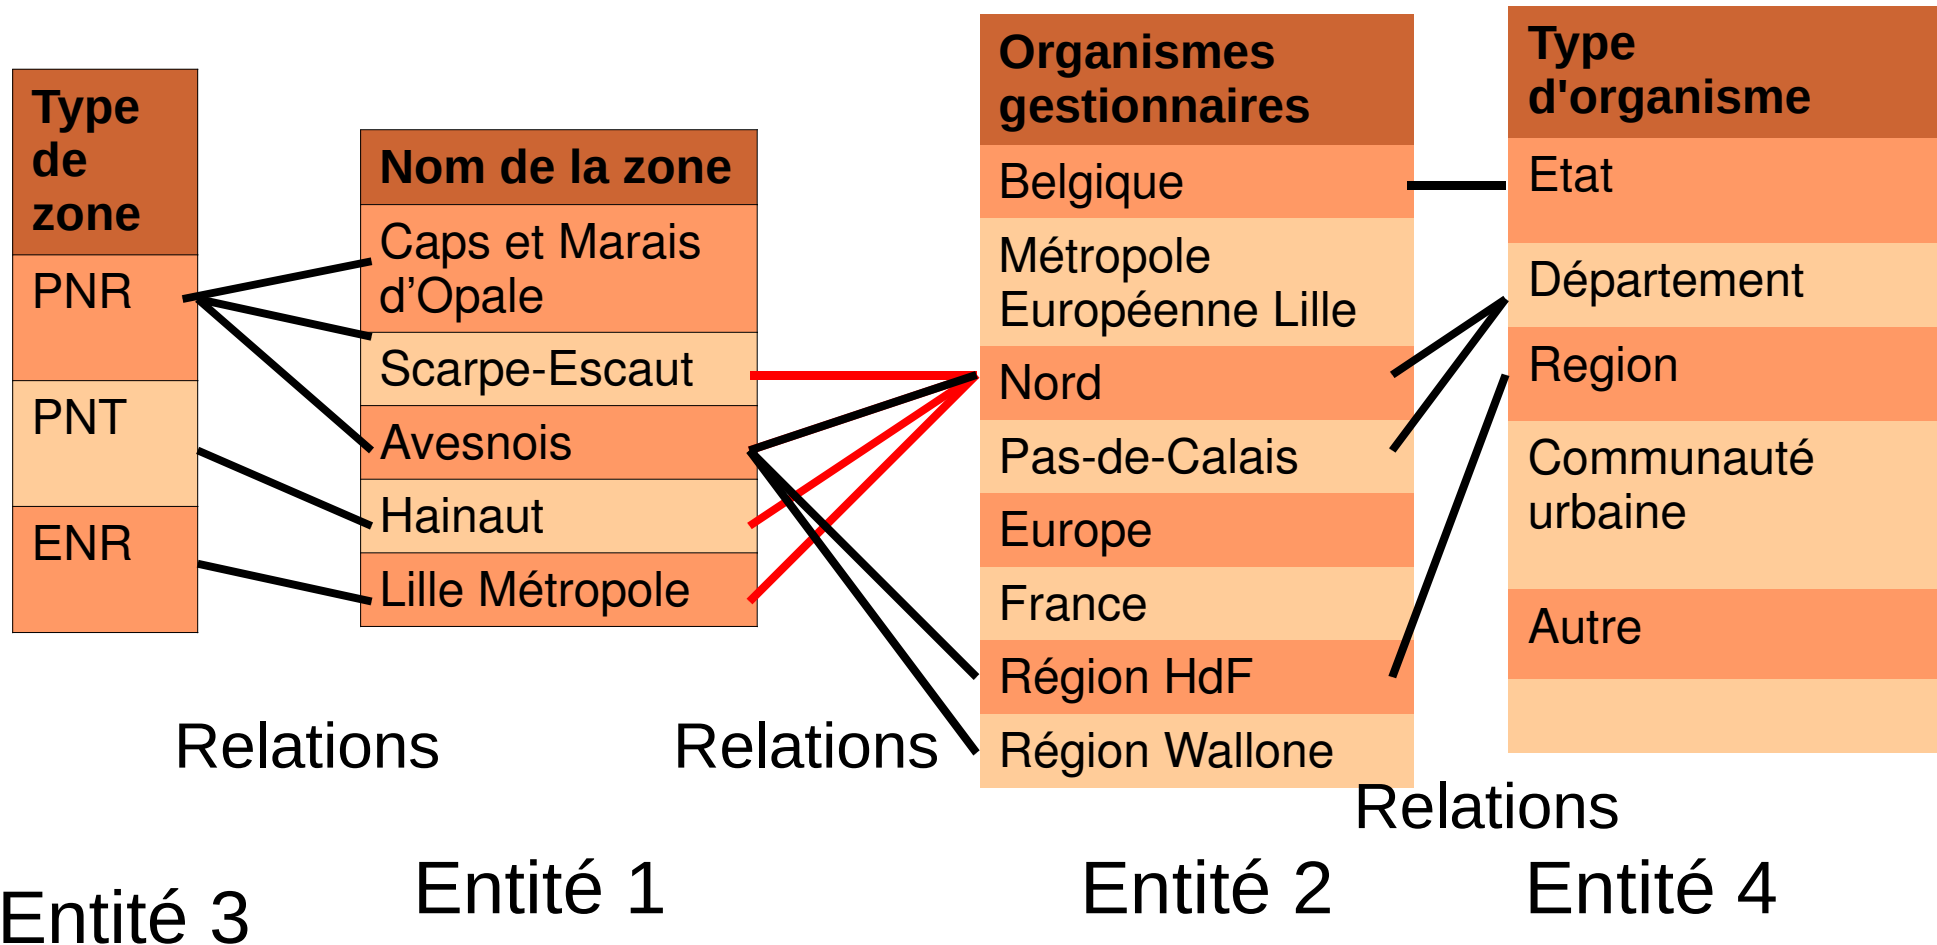 Type
de
zone
PNR
PNT
ENR
Nom de la zone
Caps et Marais
d’Opale
Scarpe-Escaut
Avesnois
Hainaut
Lille Métropole
Organismes
gestionnaires
Belgique
Métropole
Européenne Lille
Nord
Pas-de-Calais
Europe
France
Région HdF
Région Wallone
Type
d'organisme
Etat
Département
Region
Communauté
urbaine
Autre
Relations
Relations
Relations
Entité 3
Entité 1
Entité 2
Entité 4